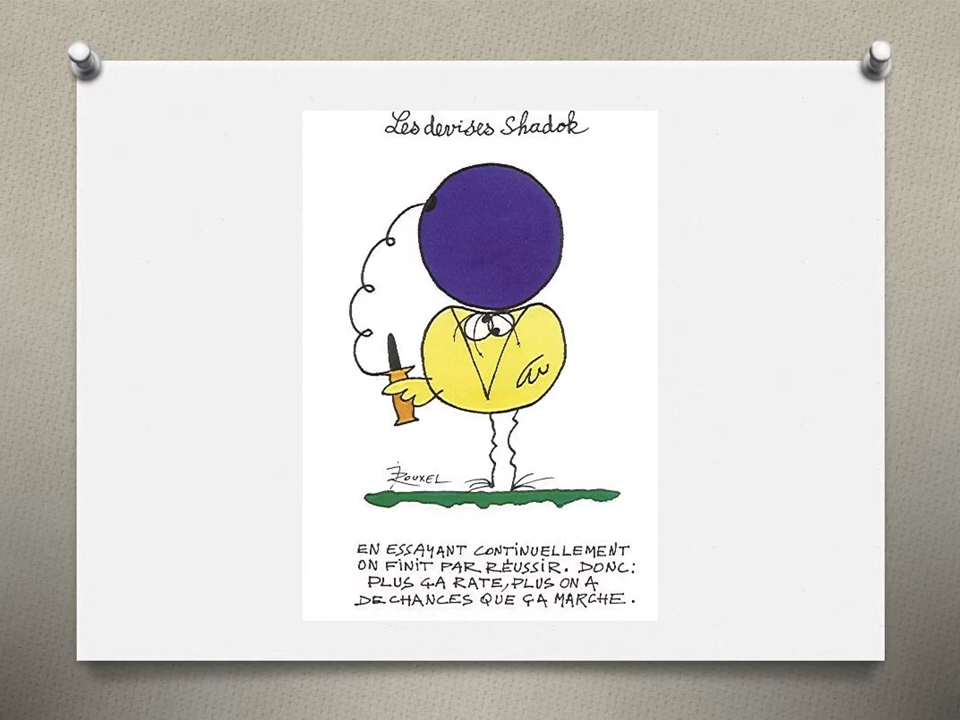 Les devises Shadok
J ROUXEL
EN ESSAYANT CONTINUELLEMENT
ON FINIT PAR RÉUSSIR. DONC:
PLUS ÇA RATE, PLUS ON A
DE CHANCES QUE ÇA MARCHE.